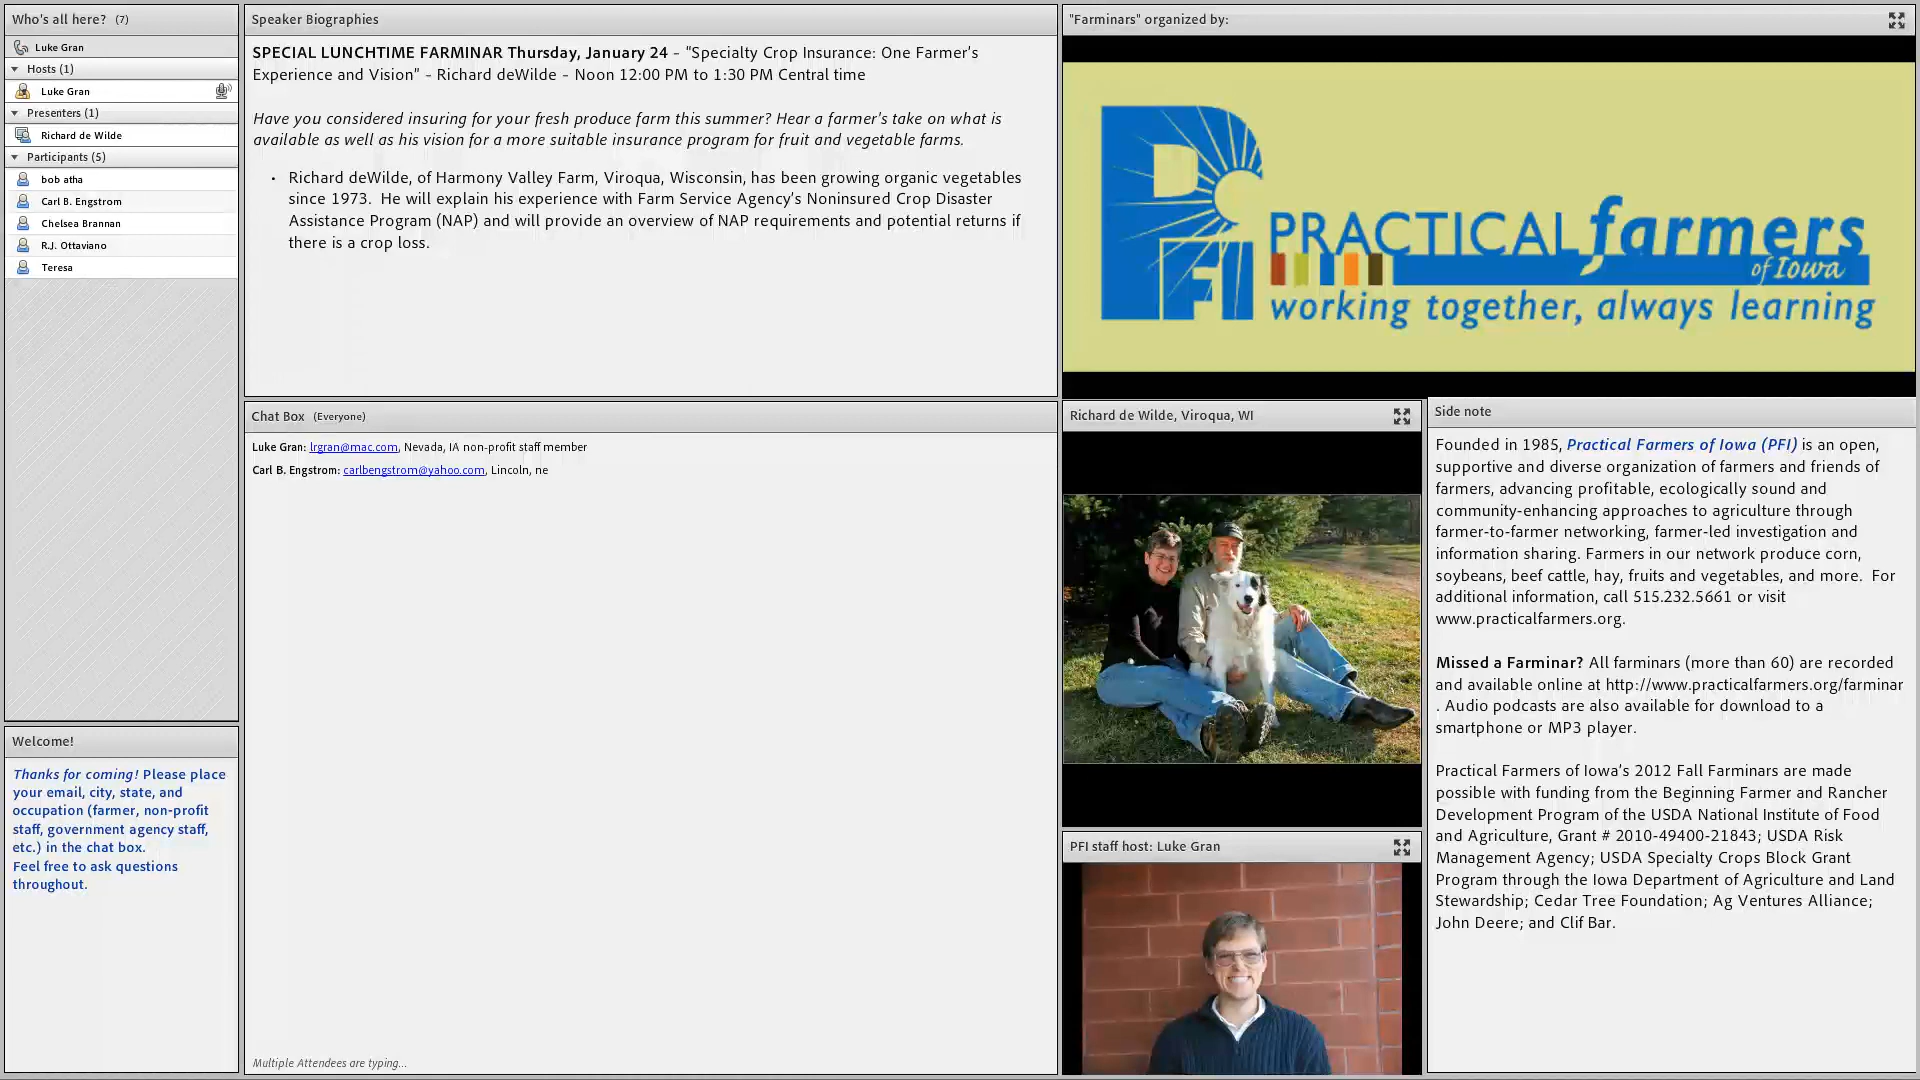 Who's all here? (7)
Luke Gran
Hosts (1)
Luke Gran
Presenters (1)
Richard de Wilde
Participants (5)
bob atha
Carl B. Engstrom
Chelsea Brannan
R.J. Ottaviano
Teresa
Welcome!
Thanks for coming! Please place
your email, city, state, and
occupation (farmer, non-profit
staff, government agency staff,
etc.) in the chat box.
Feel free to ask questions
throughout.
Speaker Biographies
SPECIAL LUNCHTIME FARMINAR Thursday, January 24 – "Specialty Crop Insurance: One Farmer's
Experience and Vision" – Richard deWilde – Noon 12:00 PM to 1:30 PM Central time
Have you considered insuring for your fresh produce farm this summer? Hear a farmer's take on what is
available as well as his vision for a more suitable insurance program for fruit and vegetable farms.
• Richard deWilde, of Harmony Valley Farm, Viroqua, Wisconsin, has been growing organic vegetables
since 1973.  He will explain his experience with Farm Service Agency's Noninsured Crop Disaster
Assistance Program (NAP) and will provide an overview of NAP requirements and potential returns if
there is a crop loss.
Chat Box (Everyone)
Luke Gran: lrgran@mac.com, Nevada, IA non-profit staff member
Carl B. Engstrom: carlbengstrom@yahoo.com, Lincoln, ne
Multiple Attendees are typing...
"Farminars" organized by:
PFI
PRACTICAL farmers
of Iowa
working together, always learning
Richard de Wilde, Viroqua, WI
PFI staff host: Luke Gran
Side note
Founded in 1985, Practical Farmers of Iowa (PFI) is an open,
supportive and diverse organization of farmers and friends of
farmers, advancing profitable, ecologically sound and
community-enhancing approaches to agriculture through
farmer-to-farmer networking, farmer-led investigation and
information sharing. Farmers in our network produce corn,
soybeans, beef cattle, hay, fruits and vegetables, and more.  For
additional information, call 515.232.5661 or visit
www.practicalfarmers.org.
Missed a Farminar? All farminars (more than 60) are recorded
and available online at http://www.practicalfarmers.org/farminar
. Audio podcasts are also available for download to a
smartphone or MP3 player.
Practical Farmers of Iowa's 2012 Fall Farminars are made
possible with funding from the Beginning Farmer and Rancher
Development Program of the USDA National Institute of Food
and Agriculture, Grant # 2010-49400-21843; USDA Risk
Management Agency; USDA Specialty Crops Block Grant
Program through the Iowa Department of Agriculture and Land
Stewardship; Cedar Tree Foundation; Ag Ventures Alliance;
John Deere; and Clif Bar.